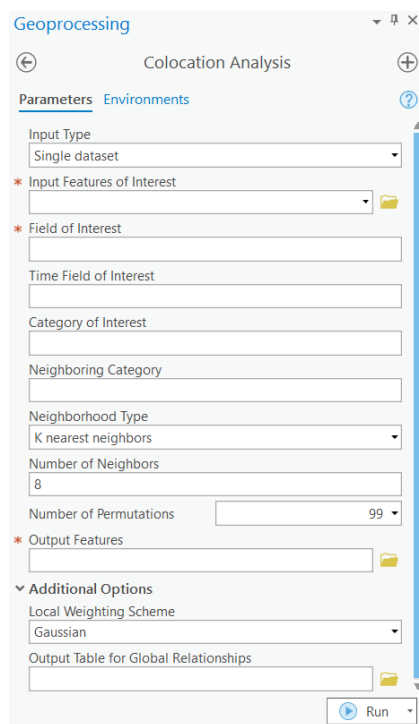 Geoprocessing
Colocation Analysis
Parameters Environments
Input Type
Single dataset
* Input Features of Interest
* Field of Interest
Time Field of Interest
Category of Interest
Neighboring Category
Neighborhood Type
K nearest neighbors
Number of Neighbors
8
Number of Permutations 99
* Output Features
Additional Options
Local Weighting Scheme
Gaussian
Output Table for Global Relationships
Run